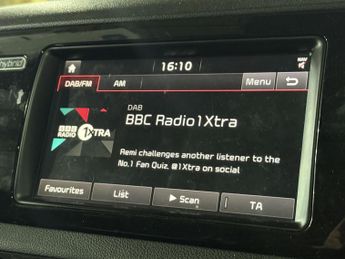 hybrid
16:10
NAV
DAB/FM
AM
Menu
DAB
BBC Radio 1Xtra
BBC
RADIO
1XTRA
Remi challenges another listener to the
No.1 Fan Quiz. @1Xtra on social
Favourites
List
Scan
TA